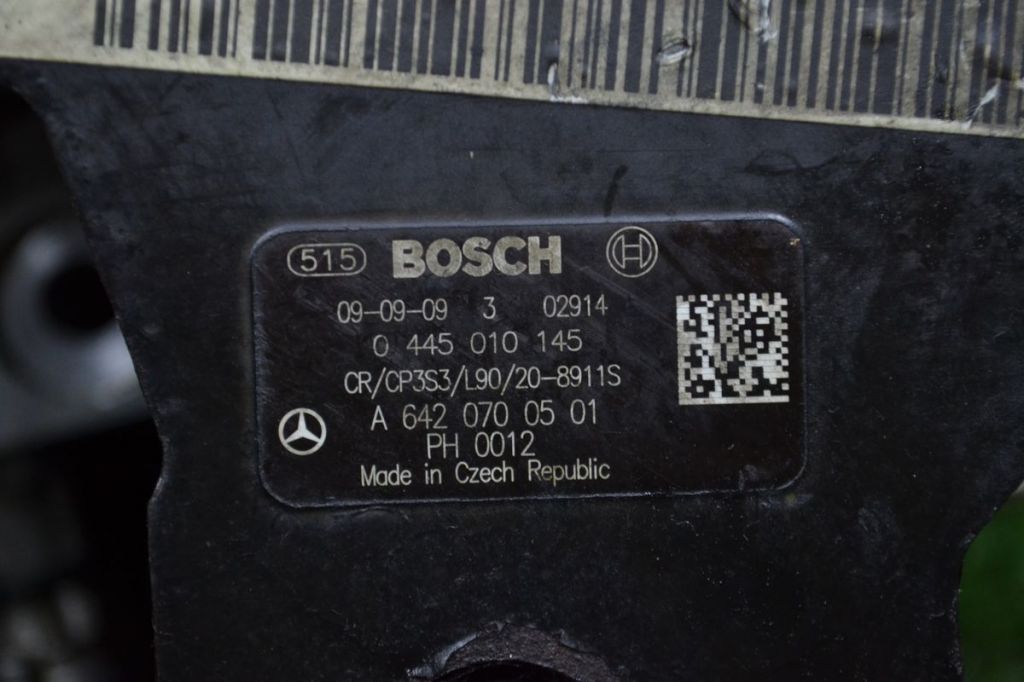 515 BOSCH
09-09-09 3 02914
0 445 010 145
CR/CP3S3/L90/20-8911S
A 642 070 05 01
PH 0012
Made in Czech Republic